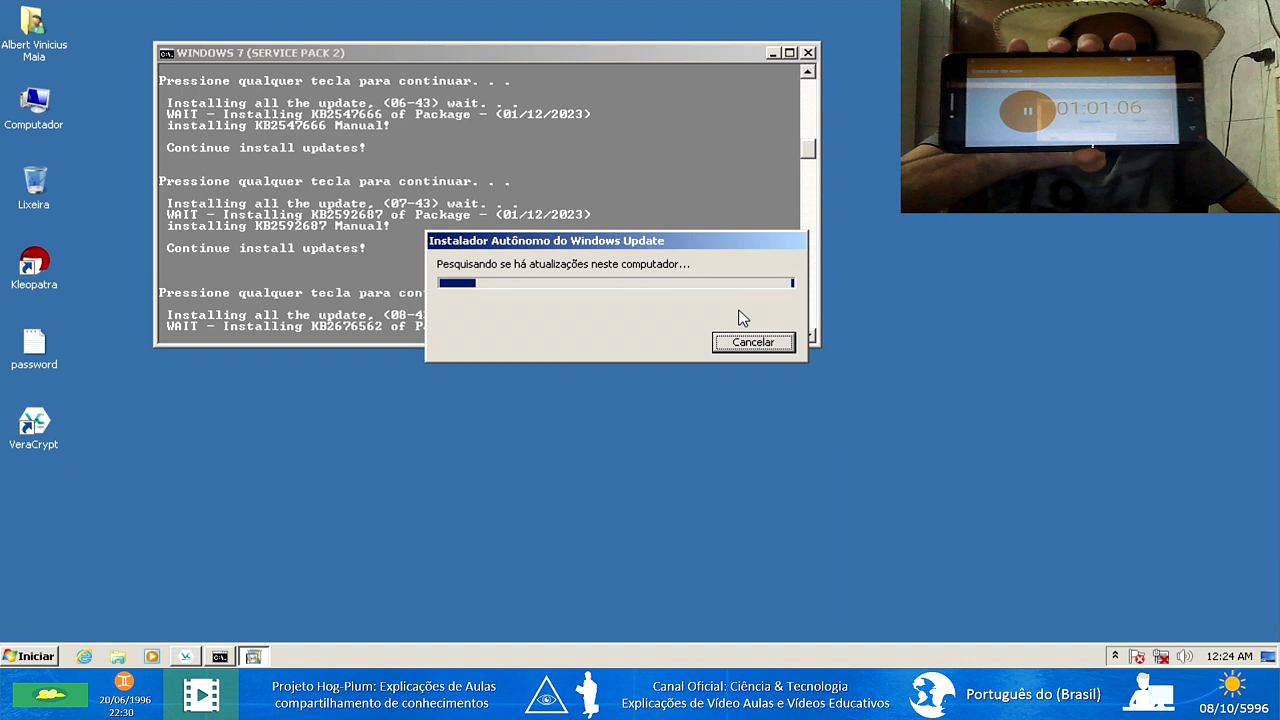 Albert Vinicius
Maia
Computador
Lixeira
Kleopatra
password
VeraCrypt
C:\.
WINDOWS 7 (SERVICE PACK 2)
Pressione qualquer tecla para continuar. . .
Installing all the update, (06-43) wait. . .
WAIT - Installing KB2547666 of Package - (01/12/2023)
installing KB2547666 Manual!
Continue install updates!
Pressione qualquer tecla para continuar. . .
Installing all the update, (07-43) wait. . .
WAIT - Installing KB2592687 of Package - (01/12/2023)
installing KB2592687 Manual!
Continue install updates!
Pressione qualquer tecla para con
Installing all the update, (08-4
WAIT - Installing KB2676562 of P
Instalador Autônomo do Windows Update
Pesquisando se há atualizações neste computador...
Cancelar
01:01:06
Iniciar
C:\.
12:24 AM
20/06/1996
22:30
Projeto Hog-Plum: Explicações de Aulas
compartilhamento de conhecimentos
Canal Oficial: Ciência & Tecnologia
Explicações de Vídeo Aulas e Vídeos Educativos
Português do (Brasil)
08/10/5996